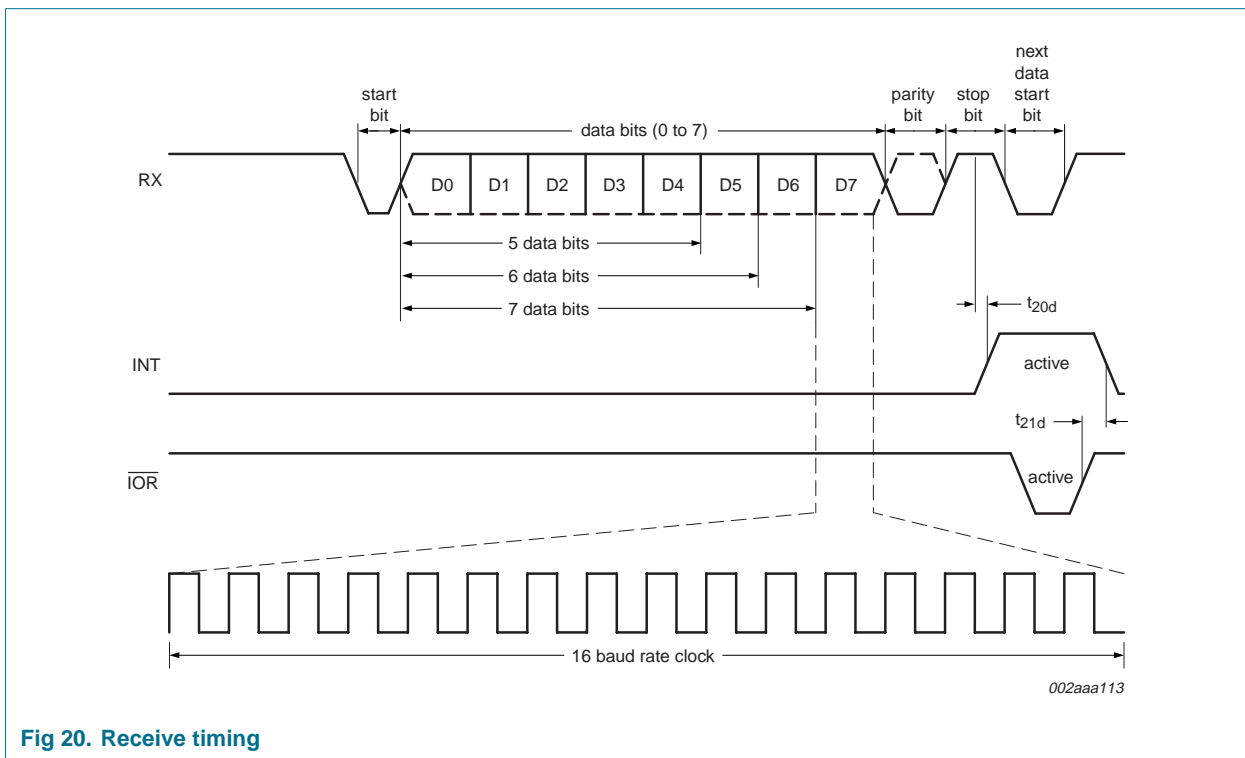 next
data
start
bit
start
bit
parity
bit
stop
bit
data bits (0 to 7)
RX
D0 D1 D2 D3 D4 D5 D6 D7
5 data bits
6 data bits
7 data bits
t20d
INT
active
t21d
IOR
active
16 baud rate clock
002aaa113
Fig 20. Receive timing